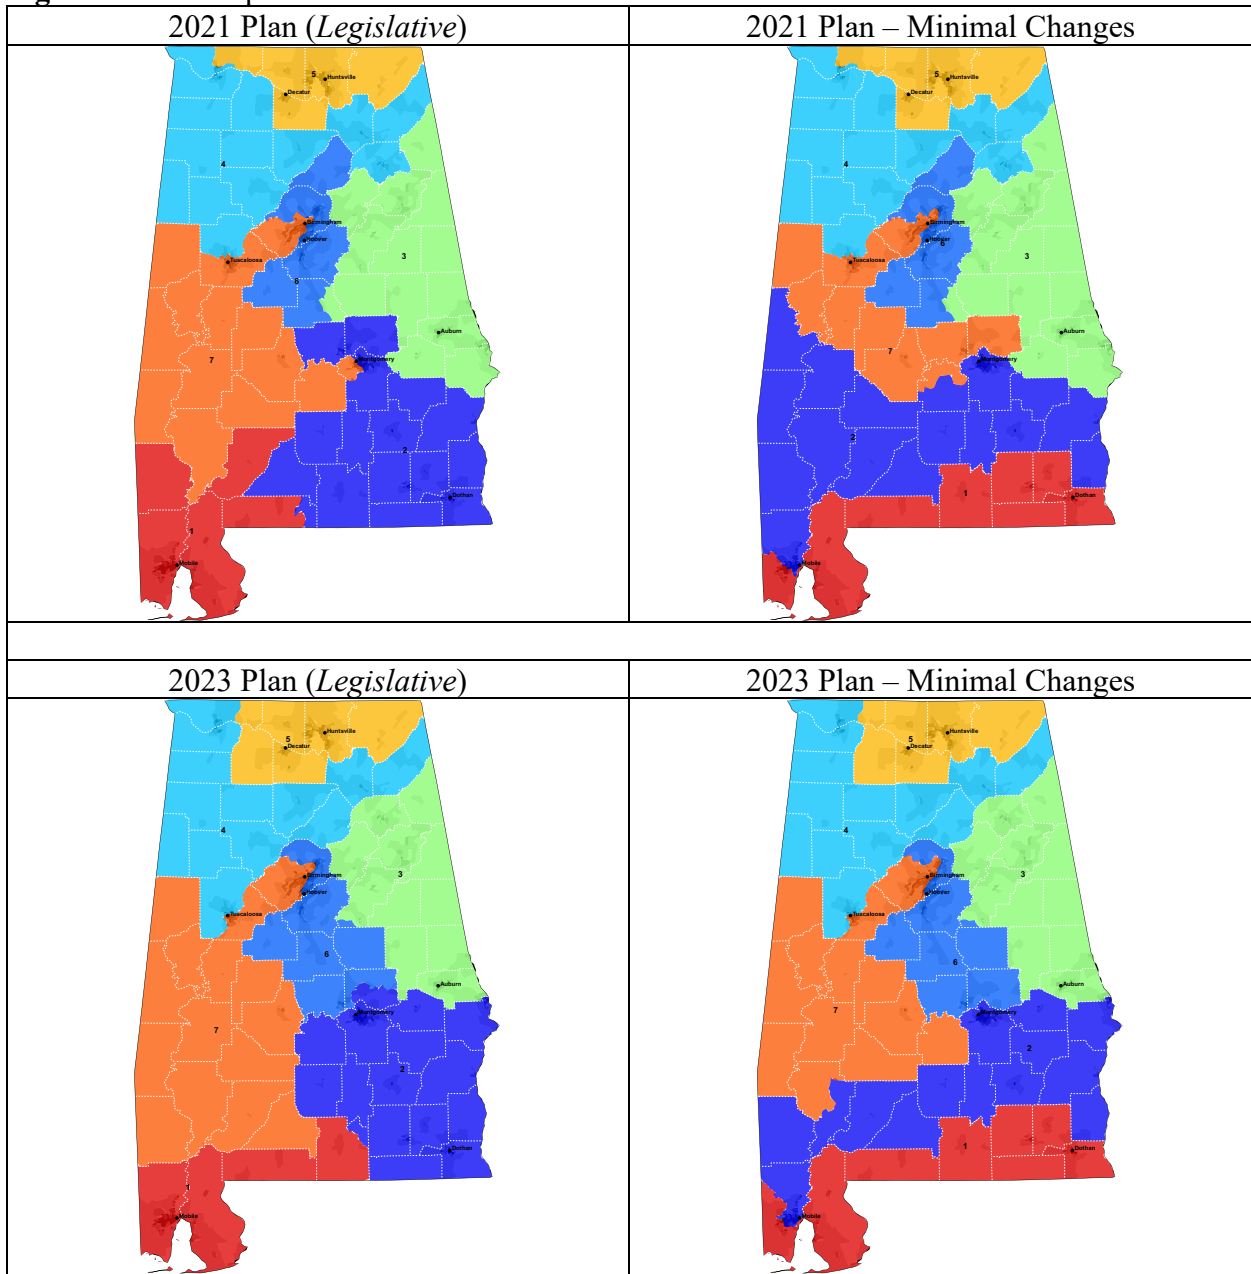 2021 Plan (Legislative)
2021 Plan – Minimal Changes
5
Huntsville
Decatur
4
Birmingham
Hoover
Tuscaloosa
3
6
Auburn
7
Montgomery
2
Dothan
1
Mobile
5
Huntsville
Decatur
4
Birmingham
Hoover
6
Tuscaloosa
3
Auburn
7
Montgomery
2
1
Dothan
Mobile
2023 Plan (Legislative)
2023 Plan – Minimal Changes
Huntsville
5
Decatur
4
Birmingham
3
Hoover
Tuscaloosa
6
Auburn
7
Montgomery
2
Dothan
1
Mobile
Huntsville
5
Decatur
4
Birmingham
3
Hoover
Tuscaloosa
6
Auburn
7
Montgomery
2
1
Dothan
Mobile